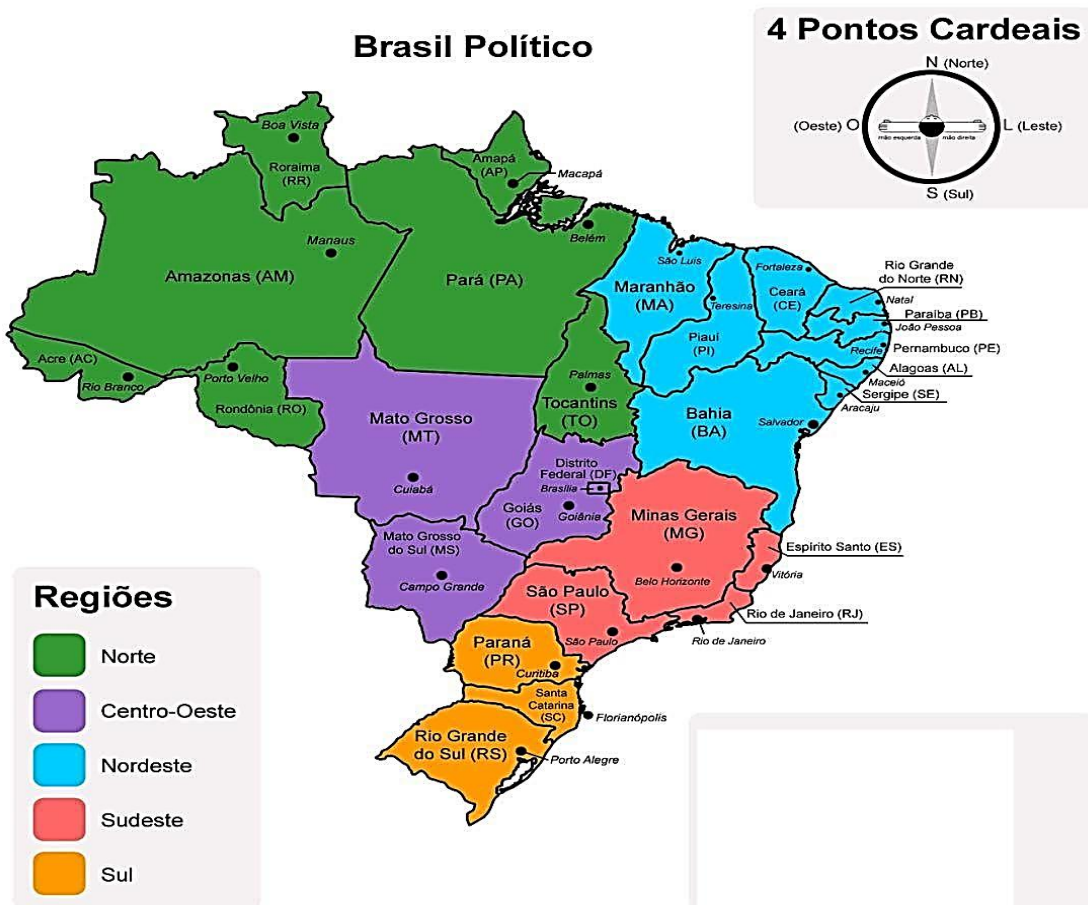 Brasil Político
4 Pontos Cardeais
N (Norte)
(Oeste) O
mão esquerda
mão direita
L (Leste)
S (Sul)
Boa Vista
Roraima
(RR)
Amapá
(AP)
Macapá
Manaus
Amazonas (AM)
Belém
Pará (PA)
São Luis
Maranhão
(MA)
Teresina
Fortaleza
Ceará
(CE)
Rio Grande
do Norte (RN)
Natal
Paraíba (PB)
João Pessoa
Piauí
(PI)
Recife
Pernambuco (PE)
Alagoas (AL)
Maceió
Sergipe (SE)
Aracaju
Acre (AC)
Rio Branco
Porto Velho
Rondônia (RO)
Palmas
Tocantins
(TO)
Mato Grosso
(MT)
Cuiabá
Bahia
(BA)
Salvador
Distrito
Federal (DF)
Brasília
Goiás
(GO)
Goiânia
Minas Gerais
(MG)
Belo Horizonte
Espírito Santo (ES)
Vitória
Mato Grosso
do Sul (MS)
Campo Grande
São Paulo
(SP)
São Paulo
Rio de Janeiro (RJ)
Rio de Janeiro
Paraná
(PR)
Curitiba
Santa
Catarina
(SC)
Florianópolis
Rio Grande
do Sul (RS)
Porto Alegre
Regiões
Norte
Centro-Oeste
Nordeste
Sudeste
Sul